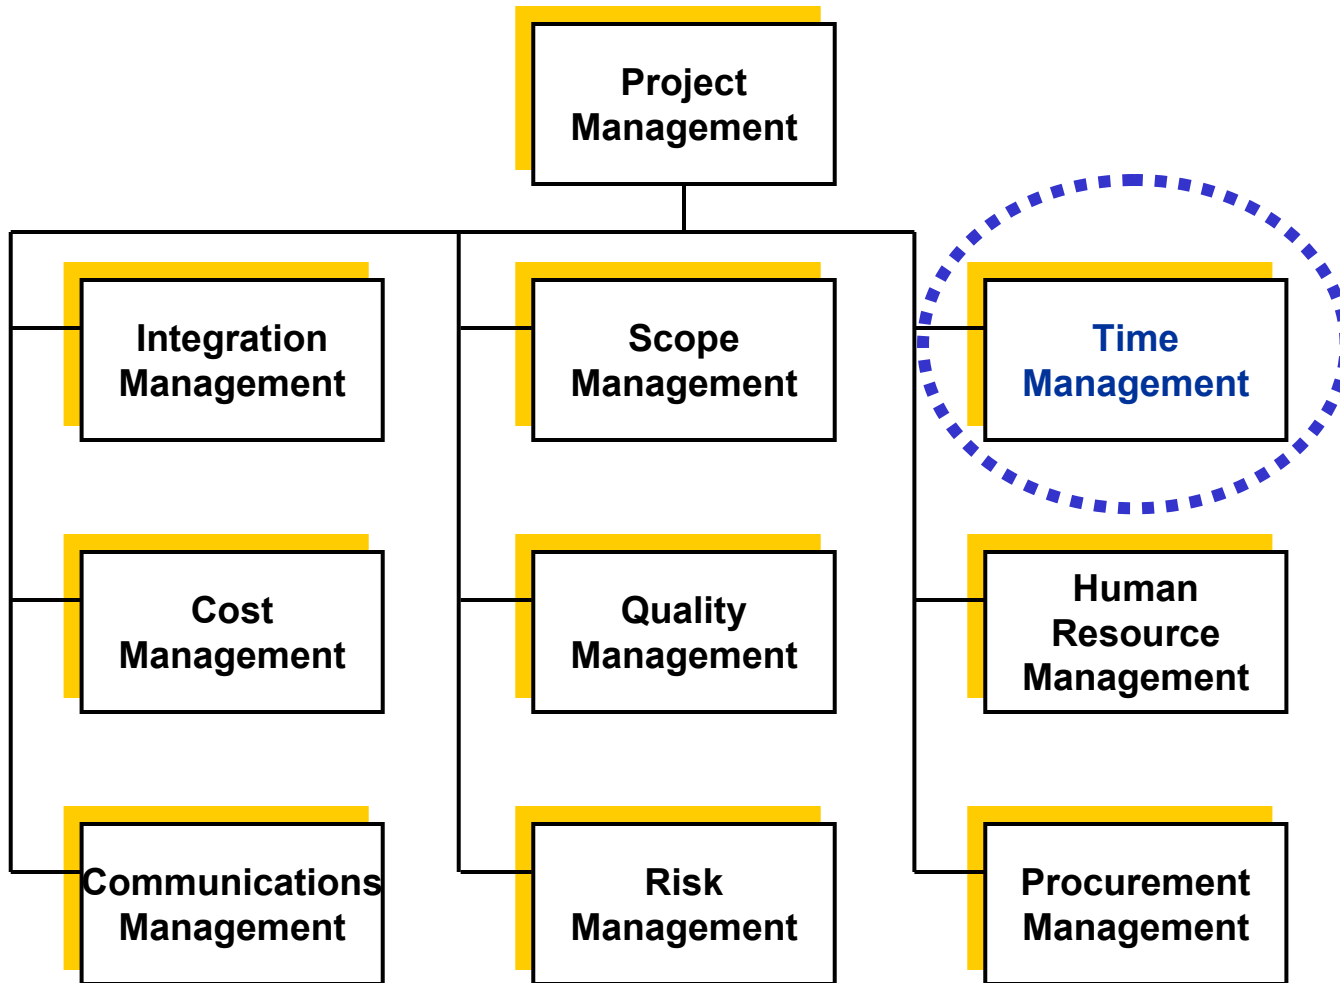 Project
Management
Integration
Management
Scope
Management
Time
Management
Cost
Management
Quality
Management
Human
Resource
Management
Communications
Management
Risk
Management
Procurement
Management